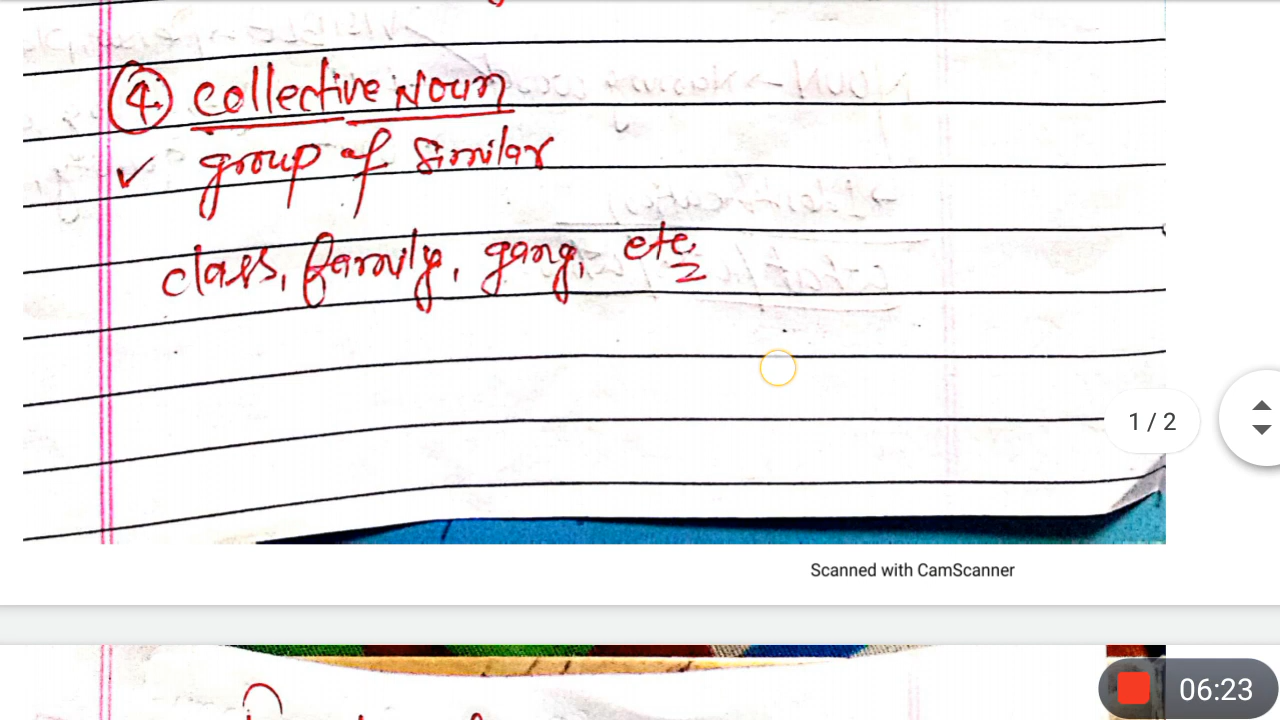 ④ Collective Noun
✓ group of Similar
class, family, gang, etc.
1 / 2
Scanned with CamScanner
06:23